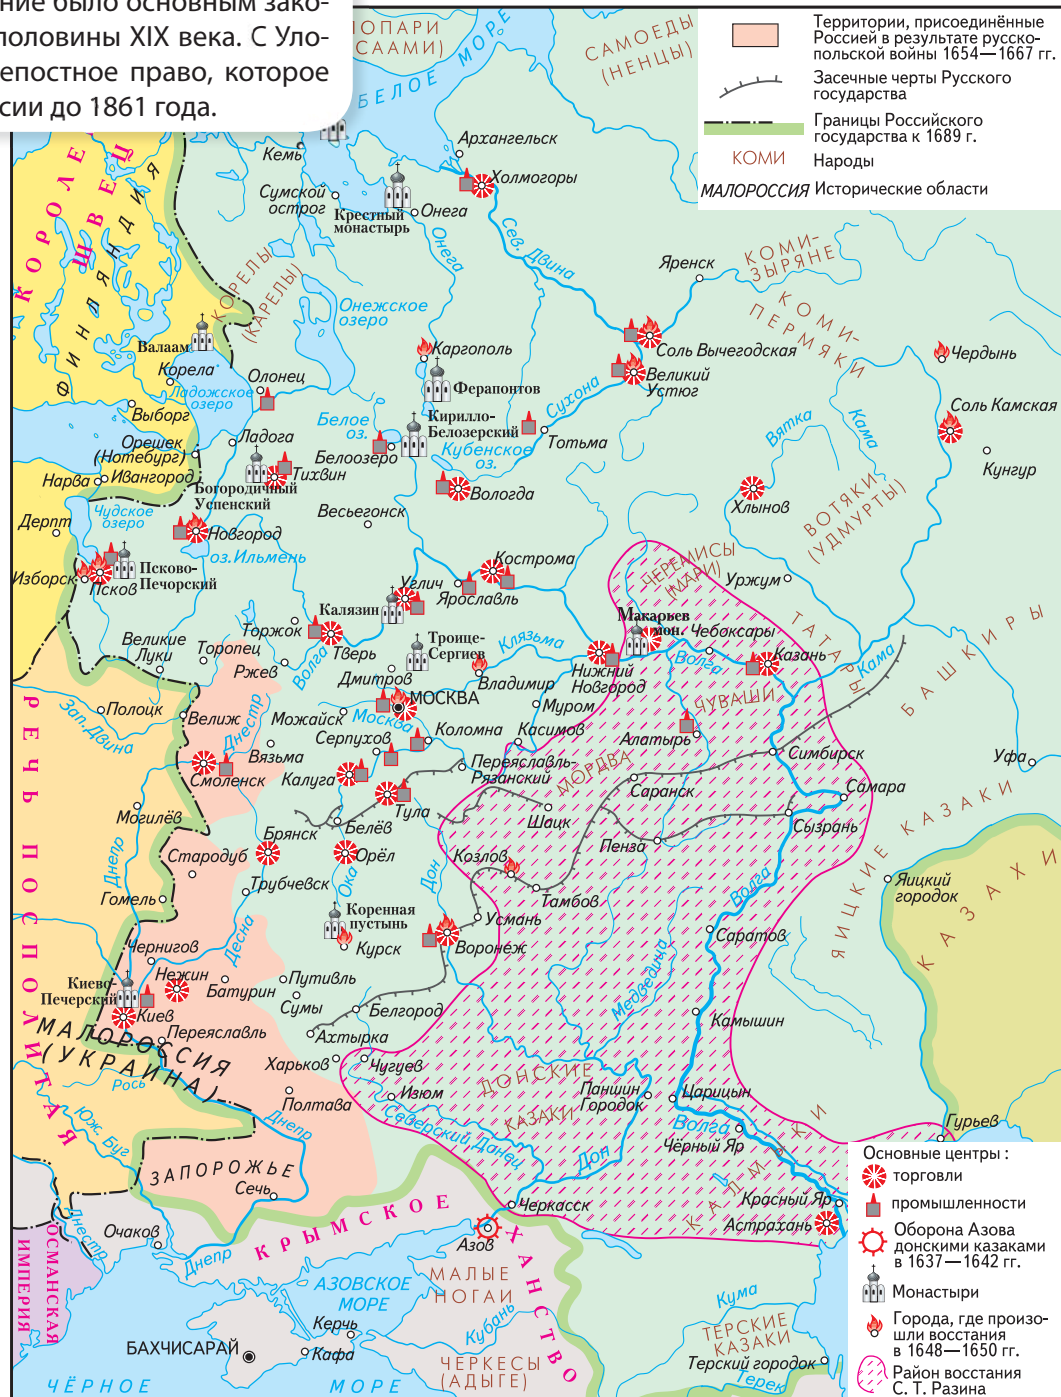 ние было основным зако-
половины XIX века. С Уло-
епостное право, которое
сии до 1861 года.
Территории, присоединённые
Россией в результате русско-
польской войны 1654—1667 гг.
Засечные черты Русского
государства
Границы Российского
государства к 1689 г.
КОМИ Народы
МАЛОРОССИЯ Исторические области
ЛОПАРИ
(СААМИ)
БЕЛОЕ МОРЕ
САМОЕДЫ
(НЕНЦЫ)
КОРОЛЕ
ШВЕЦ
ФИНЛЯНДИЯ
Кемь
Архангельск
Холмогоры
Сумской
острог
Крестный
монастырь
Онега
Онега
Сев. Двина
КОРЕЛЫ
(КАРЕЛЫ)
Яренск
КОМИ-
ЗЫРЯНЕ
КОМИ-
ПЕРМЯКИ
Онежское
озеро
Валаам
Корела
Ладожское
озеро
Олонец
Выборг
Каргополь
Ферапонтов
Соль Вычегодская
Великий
Устюг
Чердынь
Соль Камская
Кунгур
Сухона
Вятка
Кама
Орешек
(Нотебург)
Ладога
Белое
оз.
Белоозеро
Кирилло-
Белозерский
Кубенское
оз.
Тотьма
Нарва
Ивангород
Тихвин
Богородичный
Успенский
Вологда
Хлынов
ВОТЯКИ
(УДМУРТЫ)
Чудское
озеро
Дерпт
Весьегонск
Новгород
оз. Ильмень
Изборск
Псков
Псково-
Печорский
Кострома
Углич
Ярославль
Калязин
ЧЕРЕМИСЫ
(МАРИ)
Уржум
Макарьев
мон.
Чебоксары
ТАТАРЫ
БАШКИРЫ
Великие
Луки
Торопец
Торжок
Ржев
Волга
Тверь
Троице-
Сергиев
Клязьма
Дмитров
Владимир
Нижний
Новгород
Волга
Казань
Кама
МОСКВА
Москва
Муром
ЧУВАШИ
Полоцк
Зап. Двина
Велиж
Днестр
Можайск
Серпухов
Коломна
Касимов
Алатырь
Симбирск
Уфа
Вязьма
Смоленск
Калуга
Переяславль-
Рязанский
МОРДВА
Саранск
Самара
Сызрань
РЕЧЬ ПОСПОЛИТАЯ
Могилёв
Днепр
Белёв
Тула
Шацк
Пенза
ЯИЦКИЕ КАЗАКИ
Брянск
Стародуб
Орёл
Ока
Дон
Козлов
Тамбов
Волга
Яицкий
городок
КАЗАХИ
Трубчевск
Гомель
Десна
Коренная
пустынь
Курск
Усмань
Воронеж
Саратов
Чернигов
Нежин
Батурин
Путивль
Сумы
Медведица
Киево-
Печерский
Киев
Переяславль
Белгород
Ахтырка
Камышин
МАЛОРОССИЯ
(УКРАИНА)
Рось
Харьков
Чугуев
ДОНСКИЕ
КАЗАКИ
Паншин
Городок
Царицын
Изюм
Полтава
Северский Донец
Волга
Чёрный Яр
Юж. Буг
Днепр
Дон
КАЛМЫКИ
Гурьев
ЗАПОРОЖЬЕ
Сечь
Черкасск
Красный Яр
Астрахань
КРЫМСКОЕ ХАНСТВО
Очаков
Днепр
Днестр
Азов
ОСМАНСКАЯ
ИМПЕРИЯ
АЗОВСКОЕ
МОРЕ
МАЛЫЕ
НОГАИ
Кубань
Кума
Керчь
Кафа
БАХЧИСАРАЙ
ЧЕРКЕСЫ
(АДЫГЕ)
ТЕРСКИЕ
КАЗАКИ
Терский городок
Терек
ЧЁРНОЕ МОРЕ
Основные центры :
торговли
промышленности
Оборона Азова
донскими казаками
в 1637—1642 гг.
Монастыри
Города, где произо-
шли восстания
в 1648—1650 гг.
Район восстания
С. Т. Разина